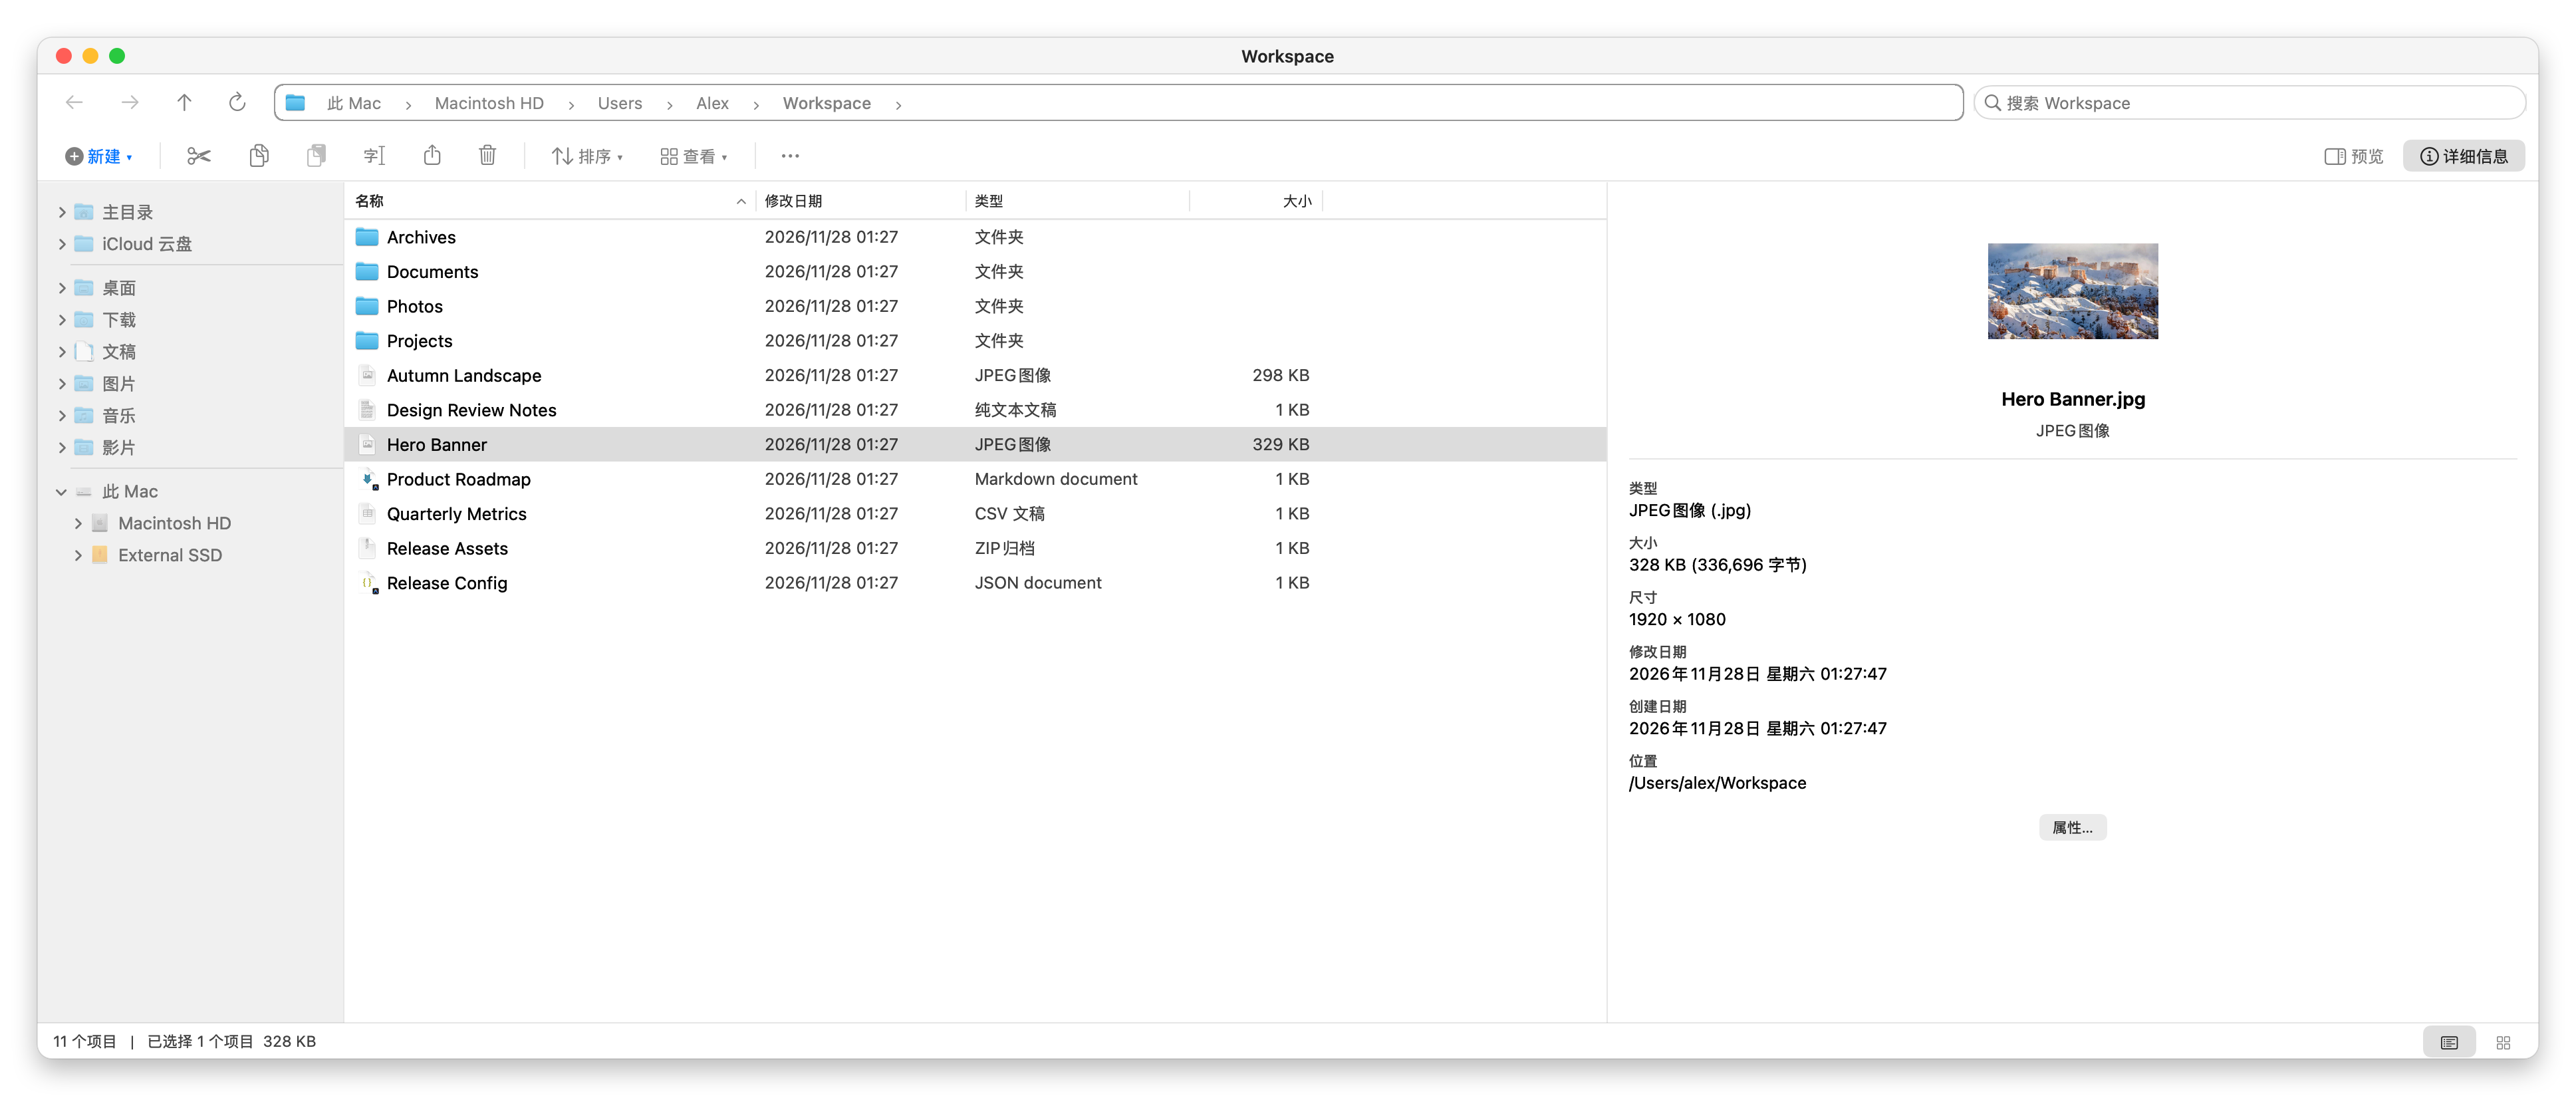 Workspace
此 Mac › Macintosh HD › Users › Alex › Workspace ›
搜索 Workspace
新建
字
排序
查看
预览
详细信息
主目录
iCloud 云盘
桌面
下载
文稿
图片
音乐
影片
此 Mac
Macintosh HD
External SSD
名称 修改日期 类型 大小
Archives 2026/11/28 01:27 文件夹
Documents 2026/11/28 01:27 文件夹
Photos 2026/11/28 01:27 文件夹
Projects 2026/11/28 01:27 文件夹
Autumn Landscape 2026/11/28 01:27 JPEG图像 298 KB
Design Review Notes 2026/11/28 01:27 纯文本文稿 1 KB
Hero Banner 2026/11/28 01:27 JPEG图像 329 KB
Product Roadmap 2026/11/28 01:27 Markdown document 1 KB
Quarterly Metrics 2026/11/28 01:27 CSV 文稿 1 KB
Release Assets 2026/11/28 01:27 ZIP归档 1 KB
Release Config 2026/11/28 01:27 JSON document 1 KB
Hero Banner.jpg
JPEG图像
类型
JPEG图像 (.jpg)
大小
328 KB (336,696 字节)
尺寸
1920 × 1080
修改日期
2026年11月28日 星期六 01:27:47
创建日期
2026年11月28日 星期六 01:27:47
位置
/Users/alex/Workspace
属性...
11 个项目 | 已选择 1 个项目 328 KB